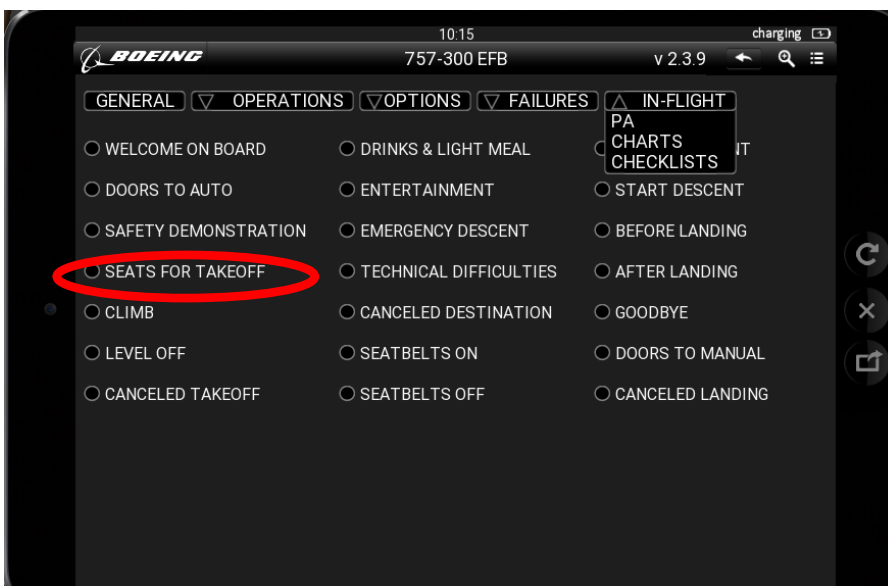 10:15
charging
BOEING
757-300 EFB
v 2.3.9
GENERAL
OPERATIONS
OPTIONS
FAILURES
IN-FLIGHT
PA
CHARTS
CHECKLISTS
WELCOME ON BOARD
DRINKS & LIGHT MEAL
DOORS TO AUTO
ENTERTAINMENT
START DESCENT
SAFETY DEMONSTRATION
EMERGENCY DESCENT
BEFORE LANDING
SEATS FOR TAKEOFF
TECHNICAL DIFFICULTIES
AFTER LANDING
CLIMB
CANCELED DESTINATION
GOODBYE
LEVEL OFF
SEATBELTS ON
DOORS TO MANUAL
CANCELED TAKEOFF
SEATBELTS OFF
CANCELED LANDING